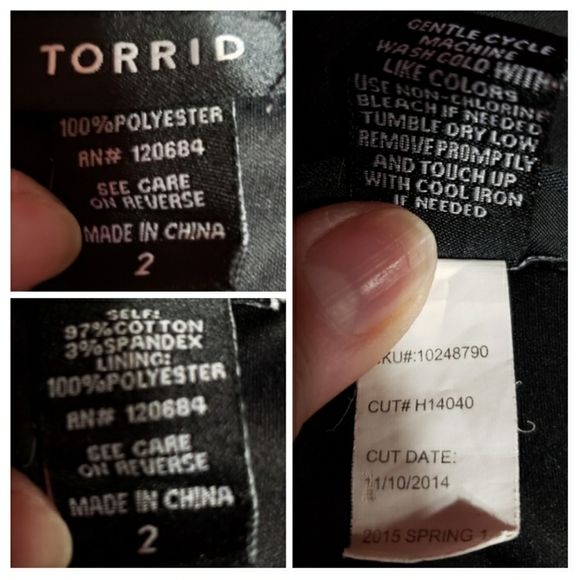 TORRID
100%POLYESTER
RN# 120684
SEE CARE
ON REVERSE
MADE IN CHINA
2
SELF:
97%COTTON
3%SPANDEX
LINING:
100%POLYESTER
RN# 120684
SEE CARE
ON REVERSE
MADE IN CHINA
2
GENTLE CYCLE
MACHINE
WASH COLD WITH
LIKE COLORS
USE NON-CHLORINE
BLEACH IF NEEDED
TUMBLE DRY LOW
REMOVE PROMPTLY
AND TOUCH UP
WITH COOL IRON
IF NEEDED
KU#:10248790
CUT# H14040
CUT DATE:
11/10/2014
2015 SPRING 1